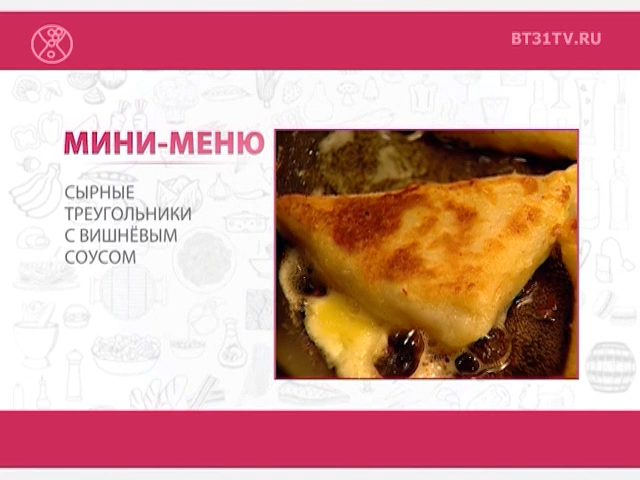 BT31TV.RU
МИНИ-МЕНЮ
СЫРНЫЕ
ТРЕУГОЛЬНИКИ
С ВИШНЁВЫМ
СОУСОМ